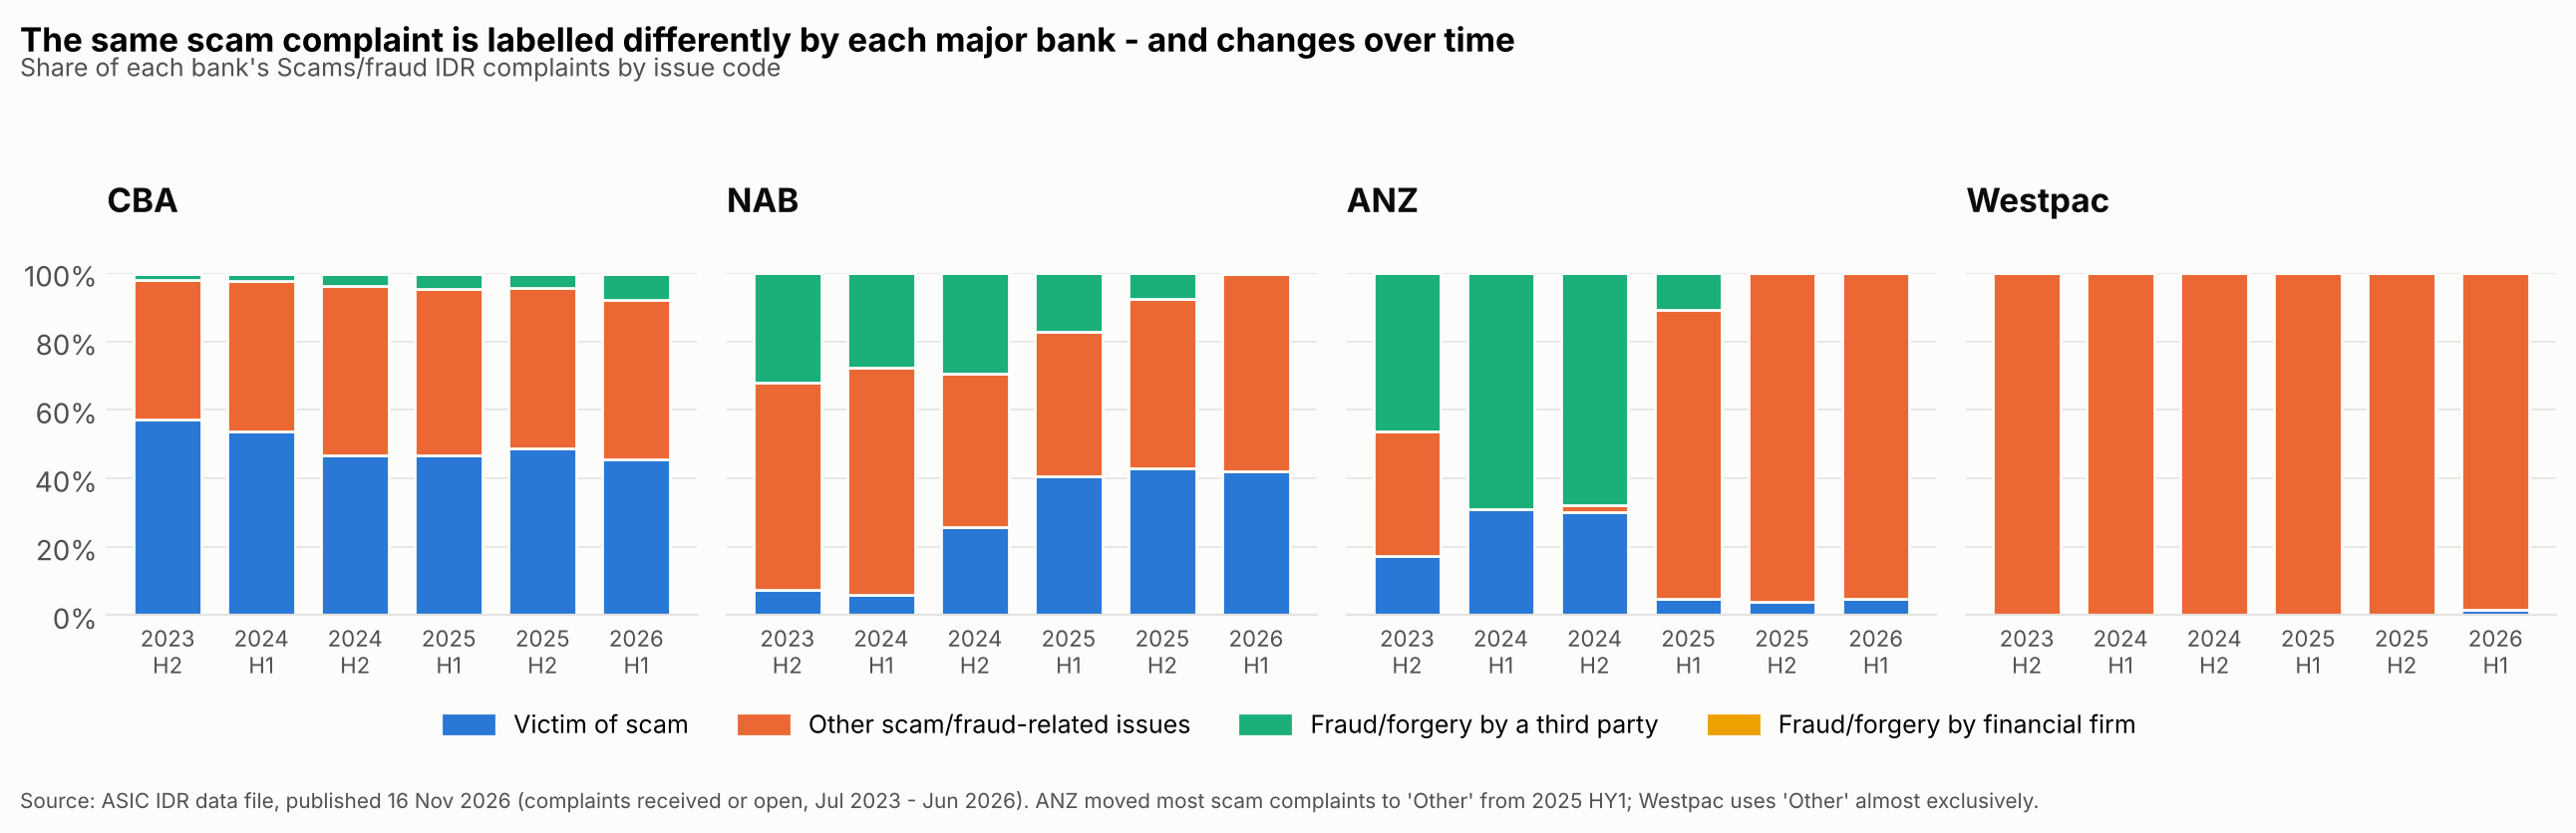 The same scam complaint is labelled differently by each major bank - and changes over time
Share of each bank's Scams/fraud IDR complaints by issue code
CBA
NAB
ANZ
Westpac
100%
80%
60%
40%
20%
0%
2023 2024 2024 2025 2025 2026
H2 H1 H2 H1 H2 H1
2023 2024 2024 2025 2025 2026
H2 H1 H2 H1 H2 H1
2023 2024 2024 2025 2025 2026
H2 H1 H2 H1 H2 H1
2023 2024 2024 2025 2025 2026
H2 H1 H2 H1 H2 H1
Victim of scam
Other scam/fraud-related issues
Fraud/forgery by a third party
Fraud/forgery by financial firm
Source: ASIC IDR data file, published 16 Nov 2026 (complaints received or open, Jul 2023 - Jun 2026). ANZ moved most scam complaints to 'Other' from 2025 HY1; Westpac uses 'Other' almost exclusively.